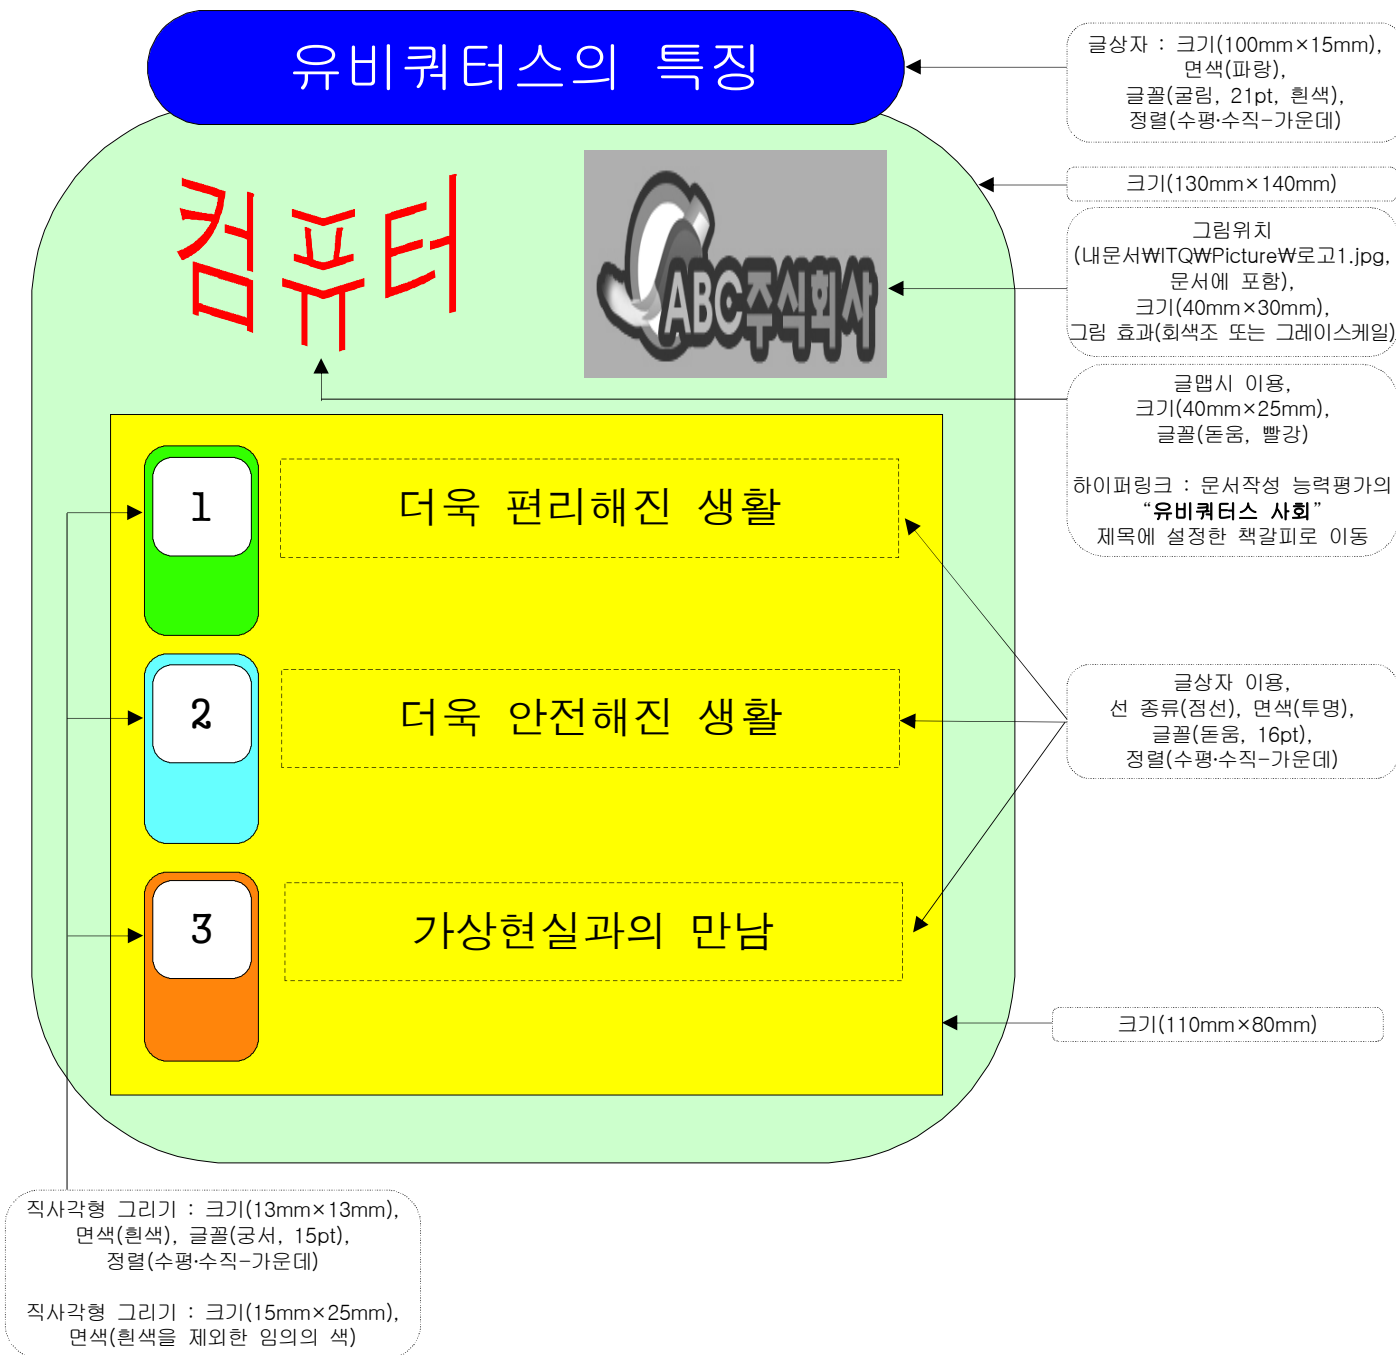 유비쿼터스의 특징
글상자 : 크기(100mm×15mm),
면색(파랑),
글꼴(굴림, 21pt, 흰색),
정렬(수평·수직-가운데)
크기(130mm×140mm)
컴퓨터
ABC주식회사
그림위치
(내문서₩ITQ₩Picture₩로고1.jpg,
문서에 포함),
크기(40mm×30mm),
그림 효과(회색조 또는 그레이스케일)
글맵시 이용,
크기(40mm×25mm),
글꼴(돋움, 빨강)
하이퍼링크 : 문서작성 능력평가의
“유비쿼터스 사회”
제목에 설정한 책갈피로 이동
1
더욱 편리해진 생활
2
더욱 안전해진 생활
글상자 이용,
선 종류(점선), 면색(투명),
글꼴(돋움, 16pt),
정렬(수평·수직-가운데)
3
가상현실과의 만남
크기(110mm×80mm)
직사각형 그리기 : 크기(13mm×13mm),
면색(흰색), 글꼴(궁서, 15pt),
정렬(수평·수직-가운데)
직사각형 그리기 : 크기(15mm×25mm),
면색(흰색을 제외한 임의의 색)